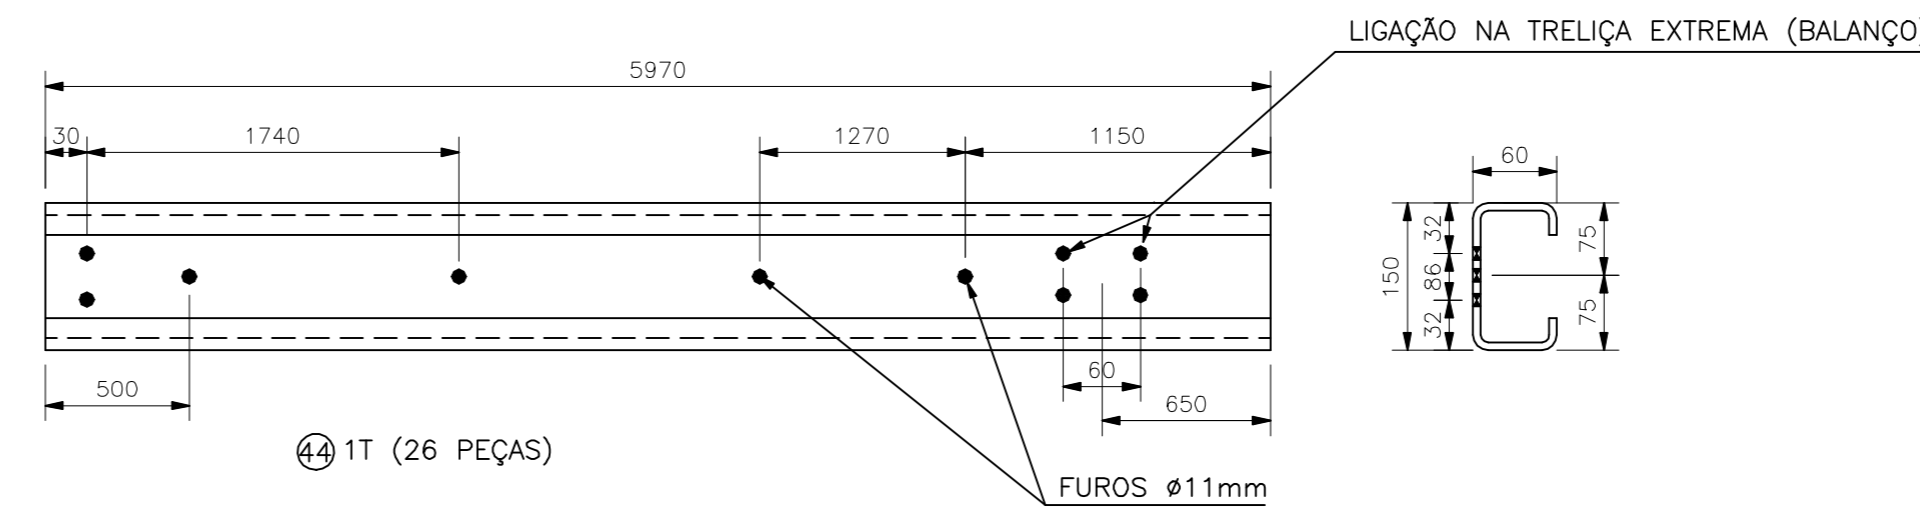 LIGAÇÃO NA TRELIÇA EXTREMA (BALANÇO)
5970
30 1740 1270 1150
60
150
32
86
32
75
75
60
500
650
44 1T (26 PEÇAS)
FUROS ø11mm